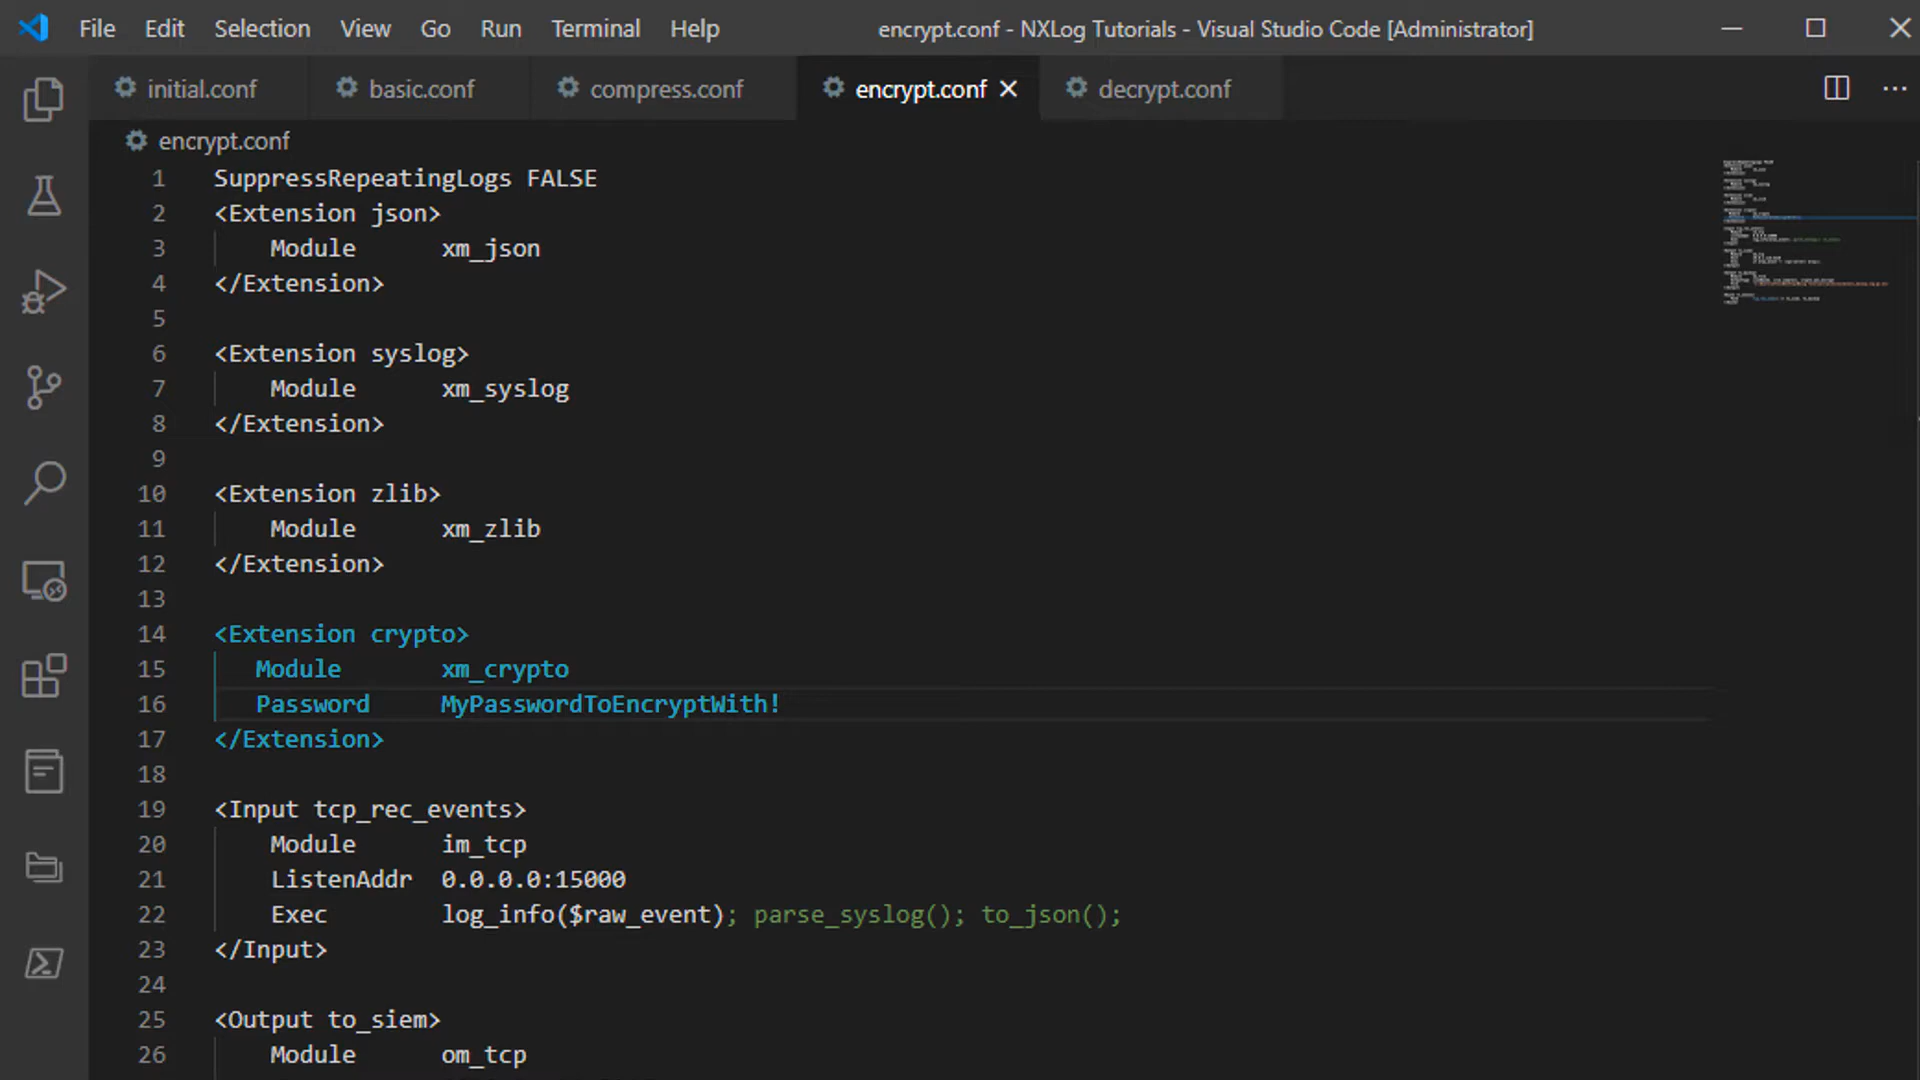 File Edit Selection View Go Run Terminal Help encrypt.conf - NXLog Tutorials - Visual Studio Code [Administrator]
initial.conf basic.conf compress.conf encrypt.conf decrypt.conf
encrypt.conf
1 SuppressRepeatingLogs FALSE
2 <Extension json>
3 Module xm_json
4 </Extension>
5
6 <Extension syslog>
7 Module xm_syslog
8 </Extension>
9
10 <Extension zlib>
11 Module xm_zlib
12 </Extension>
13
14 <Extension crypto>
15 Module xm_crypto
16 Password MyPasswordToEncryptWith!
17 </Extension>
18
19 <Input tcp_rec_events>
20 Module im_tcp
21 ListenAddr 0.0.0.0:15000
22 Exec log_info($raw_event); parse_syslog(); to_json();
23 </Input>
24
25 <Output to_siem>
26 Module om_tcp